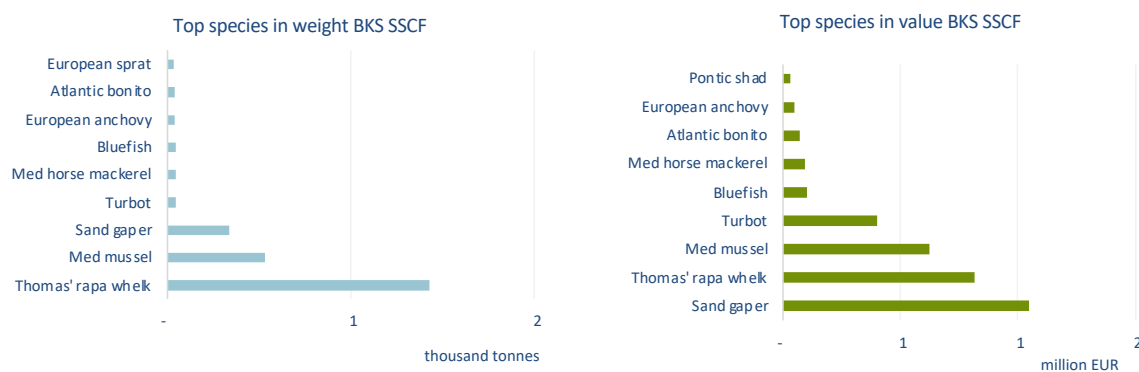 Top species in weight BKS SSCF
European sprat
Atlantic bonito
European anchovy
Bluefish
Med horse mackerel
Turbot
Sand gaper
Med mussel
Thomas' rapa whelk
- 1 2
thousand tonnes
Top species in value BKS SSCF
Pontic shad
European anchovy
Atlantic bonito
Med horse mackerel
Bluefish
Turbot
Med mussel
Thomas' rapa whelk
Sand gaper
- 1 1 2
million EUR